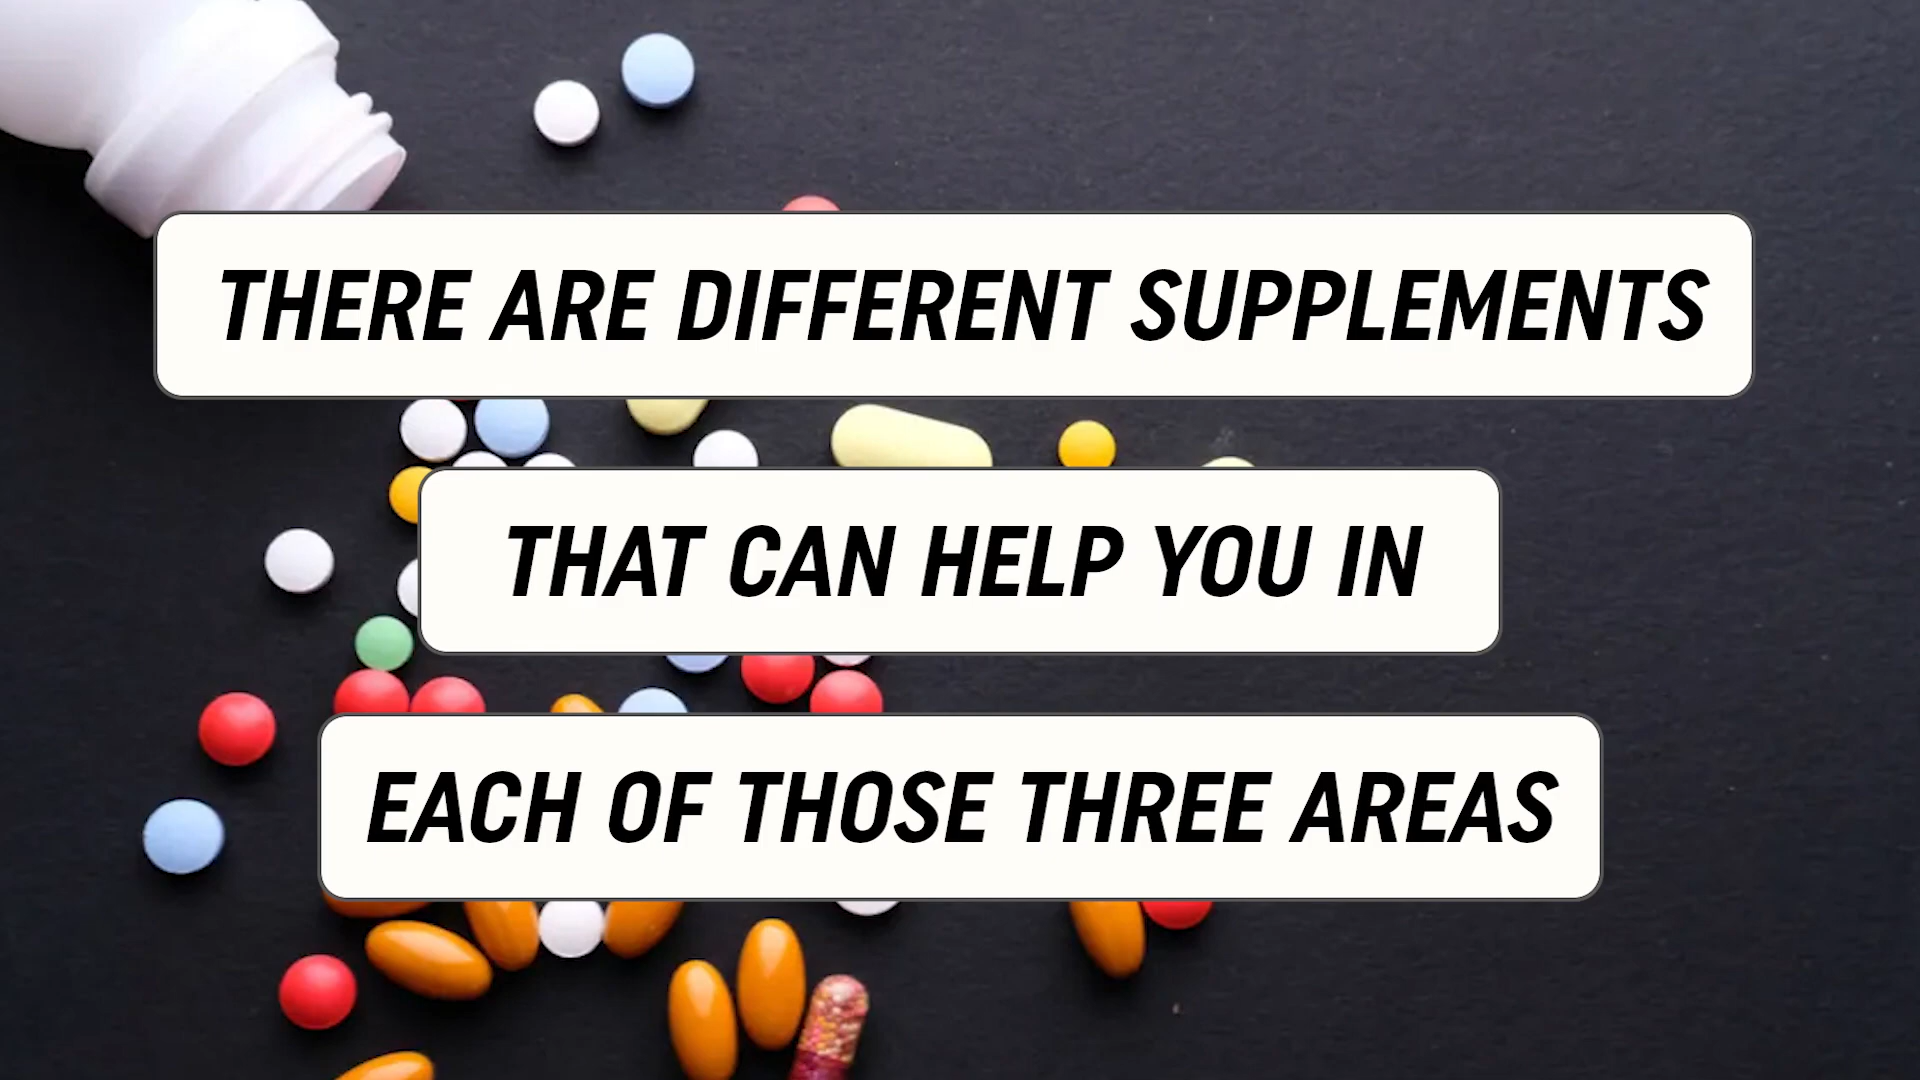 THERE ARE DIFFERENT SUPPLEMENTS
THAT CAN HELP YOU IN
EACH OF THOSE THREE AREAS